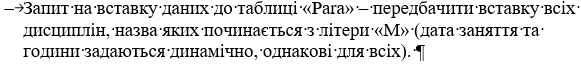 –→Запит·на·вставку·даних·до·таблиці·«Para»·–·передбачити·вставку·всіх·
дисциплін,·назва·яких·починається·з·літери·«М»·(дата·заняття·та·
години·задаються·динамічно,·однакові·для·всіх).·¶